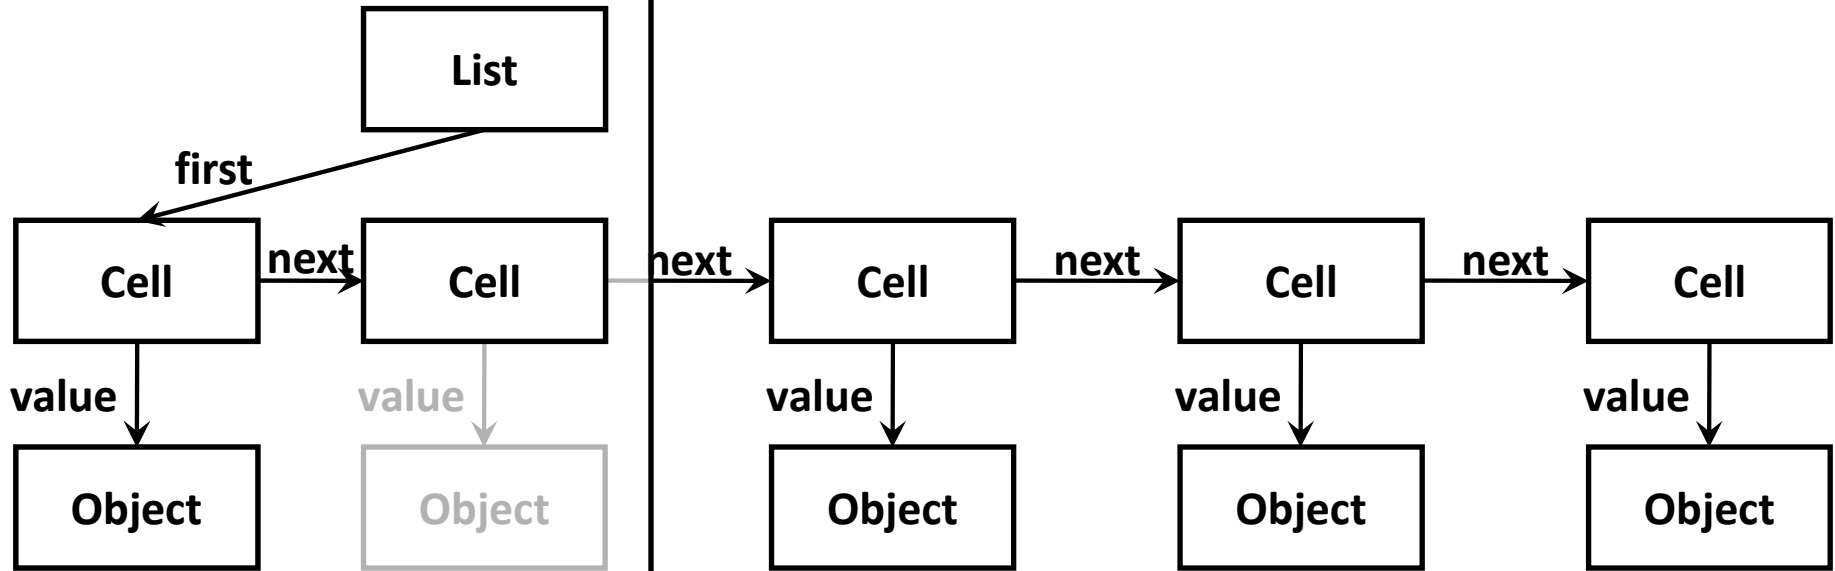 List
first
Cell next Cell next Cell next Cell next Cell
value value value value value
Object Object Object Object Object